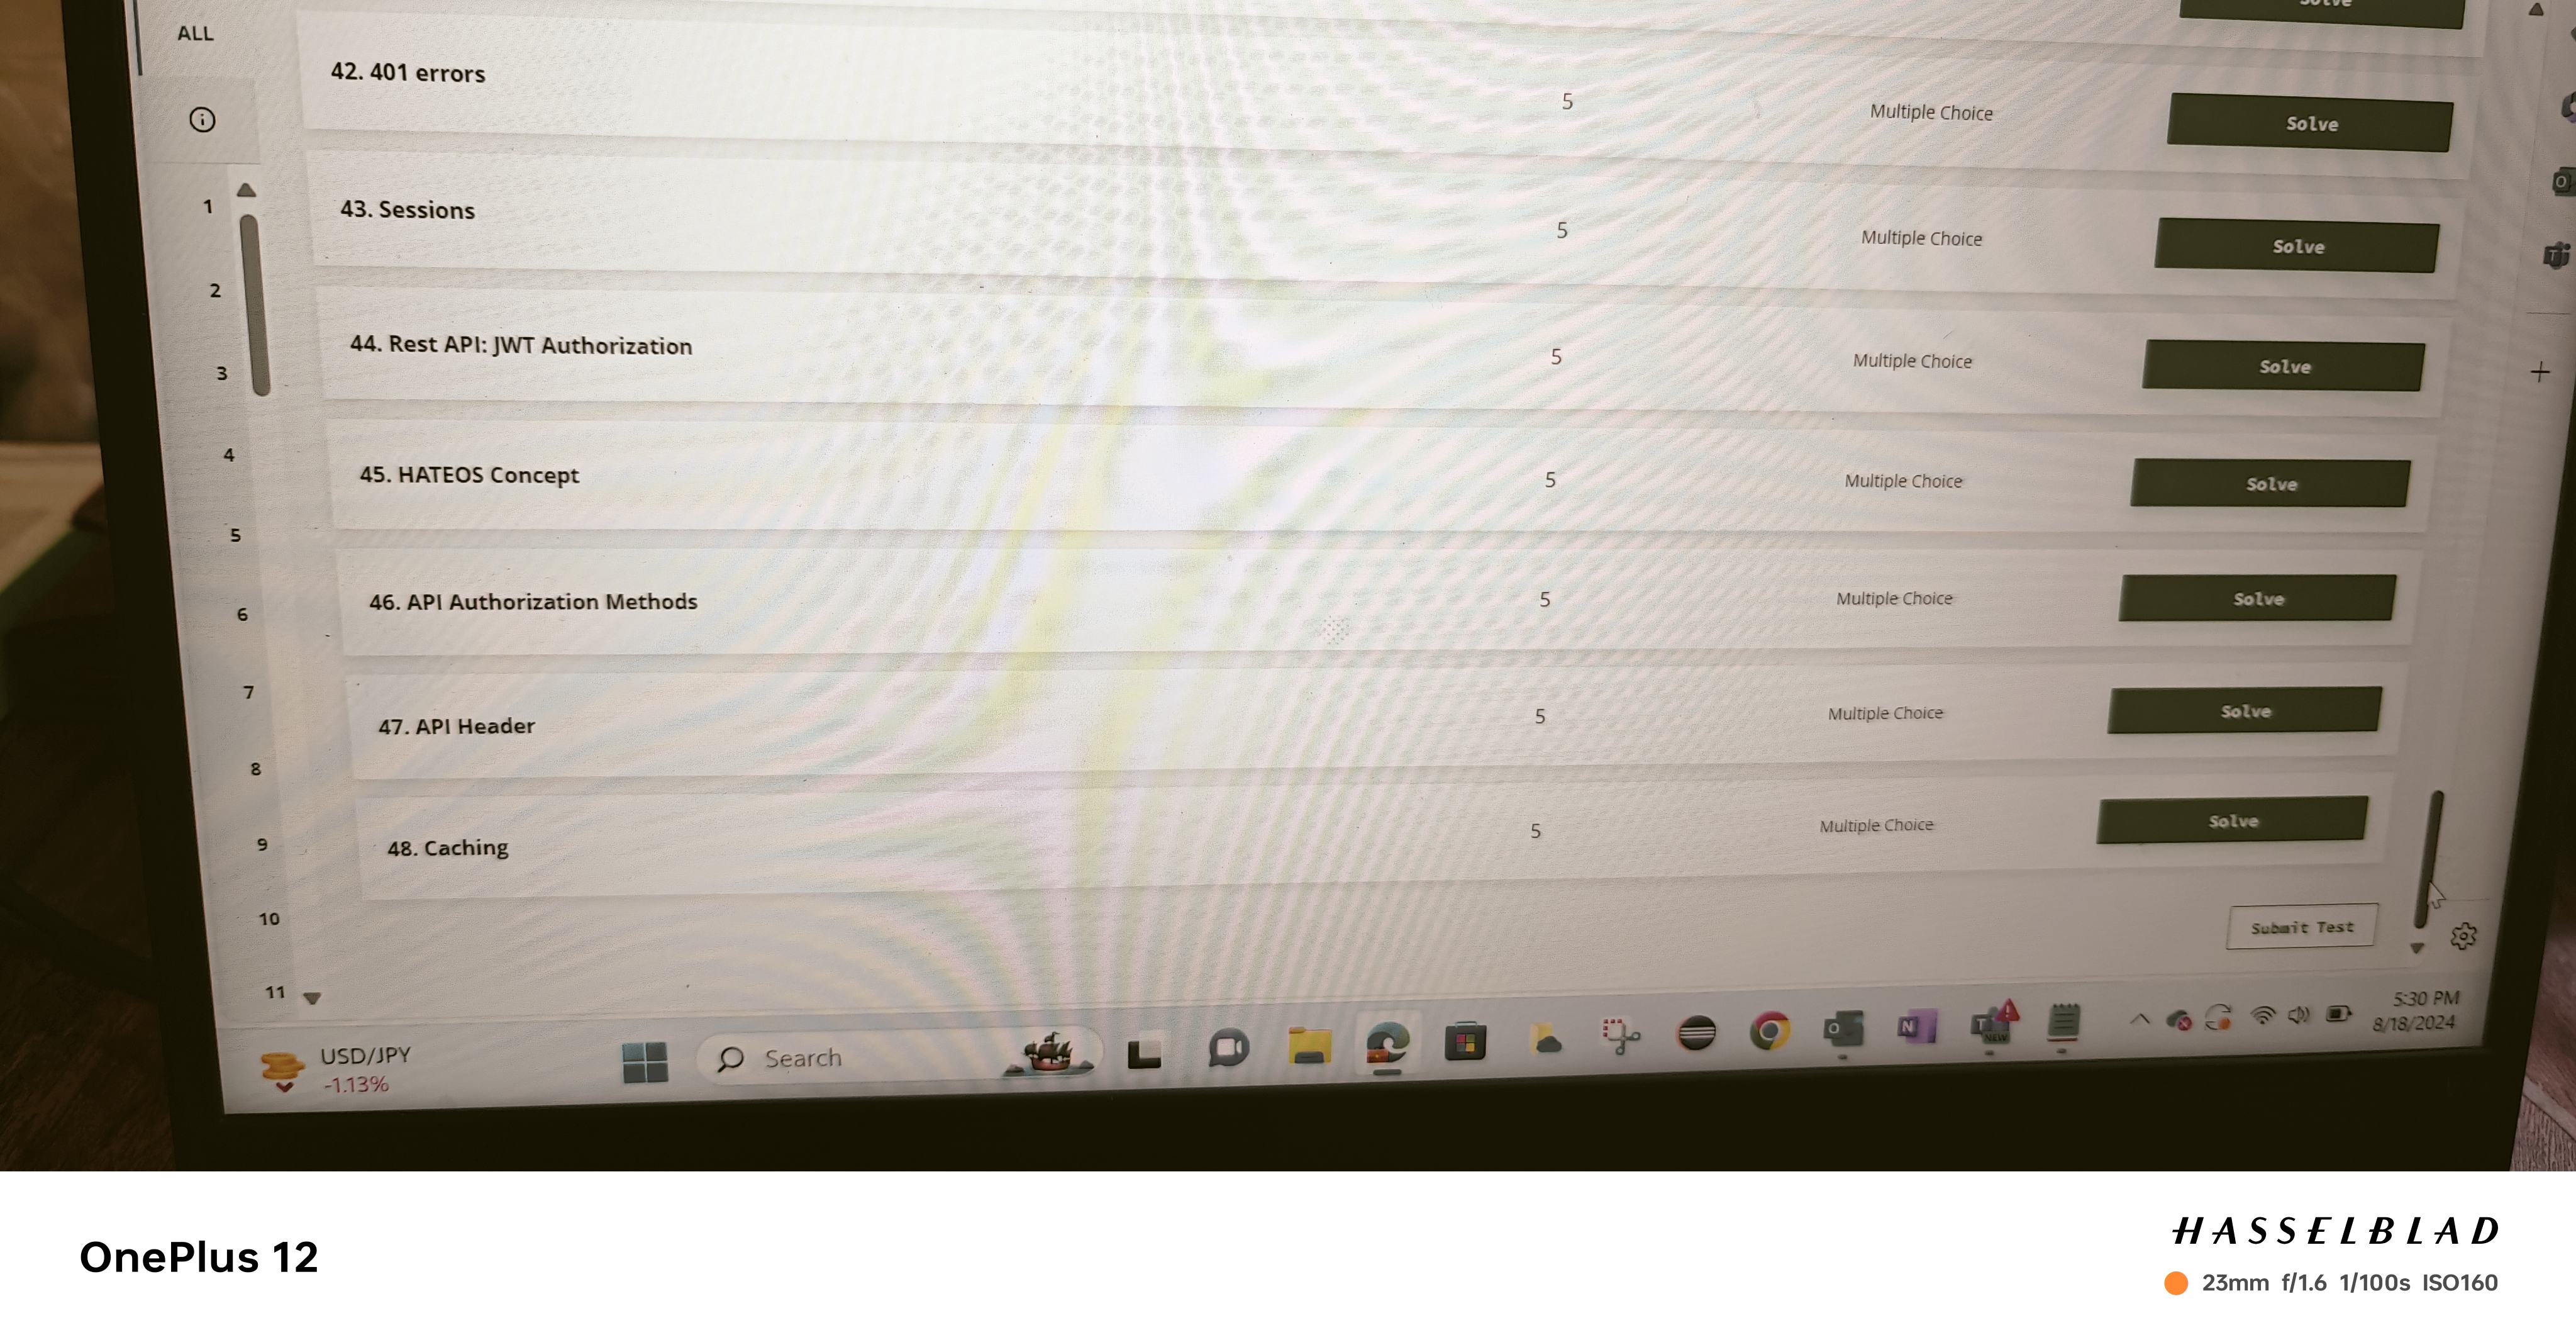 ALL
Solve
42. 401 errors
5
Multiple Choice
Solve
1
43. Sessions
5
Multiple Choice
Solve
2
44. Rest API: JWT Authorization
5
Multiple Choice
Solve
3
45. HATEOS Concept
5
Multiple Choice
Solve
4
5
46. API Authorization Methods
5
Multiple Choice
Solve
6
47. API Header
5
Multiple Choice
Solve
7
8
48. Caching
5
Multiple Choice
Solve
9
10
Submit Test
11
USD/JPY
-1.13%
Search
NEW
5:30 PM
8/18/2024
OnePlus 12
HASSELBLAD
23mm f/1.6 1/100s ISO160